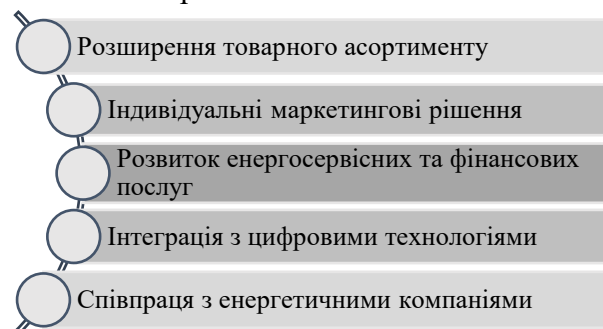 Розширення товарного асортименту
Індивідуальні маркетингові рішення
Розвиток енергосервісних та фінансових
послуг
Інтеграція з цифровими технологіями
Співпраця з енергетичними компаніями